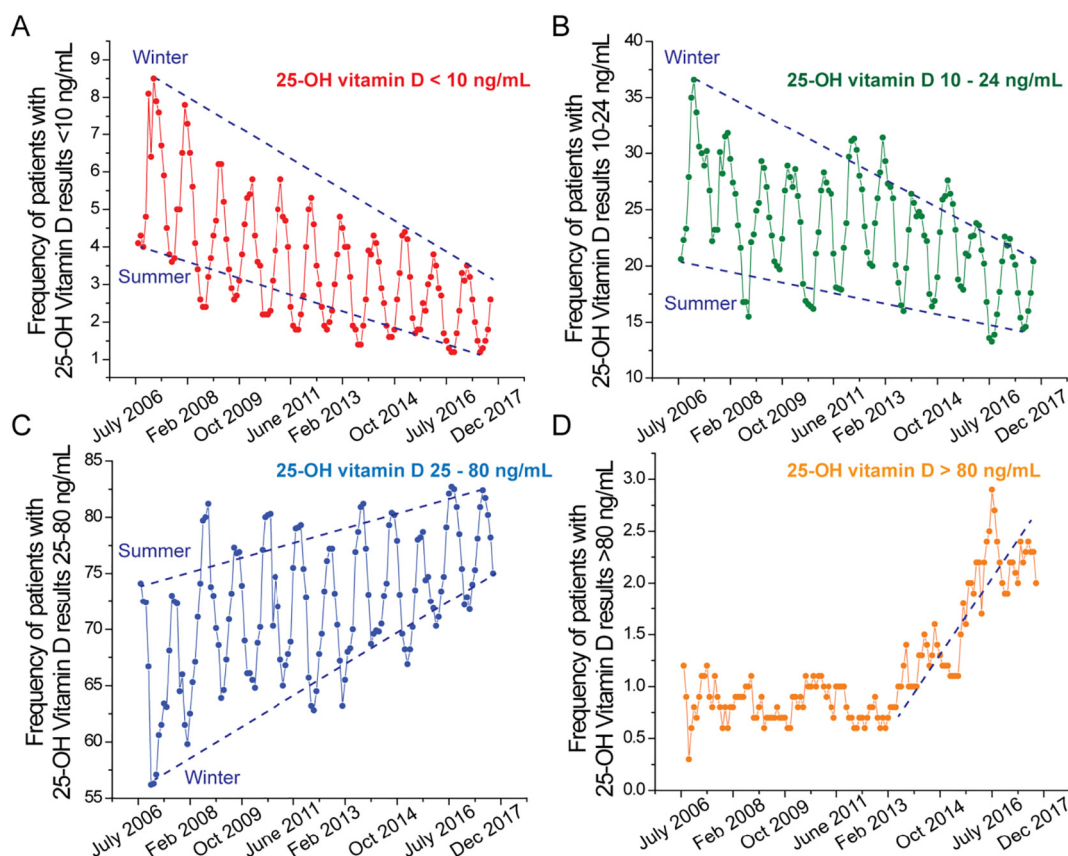 A
Frequency of patients with
25-OH Vitamin D results <10 ng/mL
Winter
25-OH vitamin D < 10 ng/mL
Summer
8
7
6
5
4
3
2
1
July 2006
Feb 2008
Oct 2009
June 2011
Feb 2013
Oct 2014
July 2016
Dec 2017
B
Frequency of patients with
25-OH Vitamin D results 10-24 ng/mL
Winter
25-OH vitamin D 10 - 24 ng/mL
Summer
40
35
30
25
20
15
10
July 2006
Feb 2008
Oct 2009
June 2011
Feb 2013
Oct 2014
July 2016
Dec 2017
C
Frequency of patients with
25-OH Vitamin D results 25-80 ng/mL
25-OH vitamin D 25 - 80 ng/mL
Summer
Winter
85
80
75
70
65
60
55
July 2006
Feb 2008
Oct 2009
June 2011
Feb 2013
Oct 2014
July 2016
Dec 2017
D
Frequency of patients with
25-OH Vitamin D results >80 ng/mL
25-OH vitamin D > 80 ng/mL
3.0
2.5
2.0
1.5
1.0
0.5
0.0
July 2006
Feb 2008
Oct 2009
June 2011
Feb 2013
Oct 2014
July 2016
Dec 2017